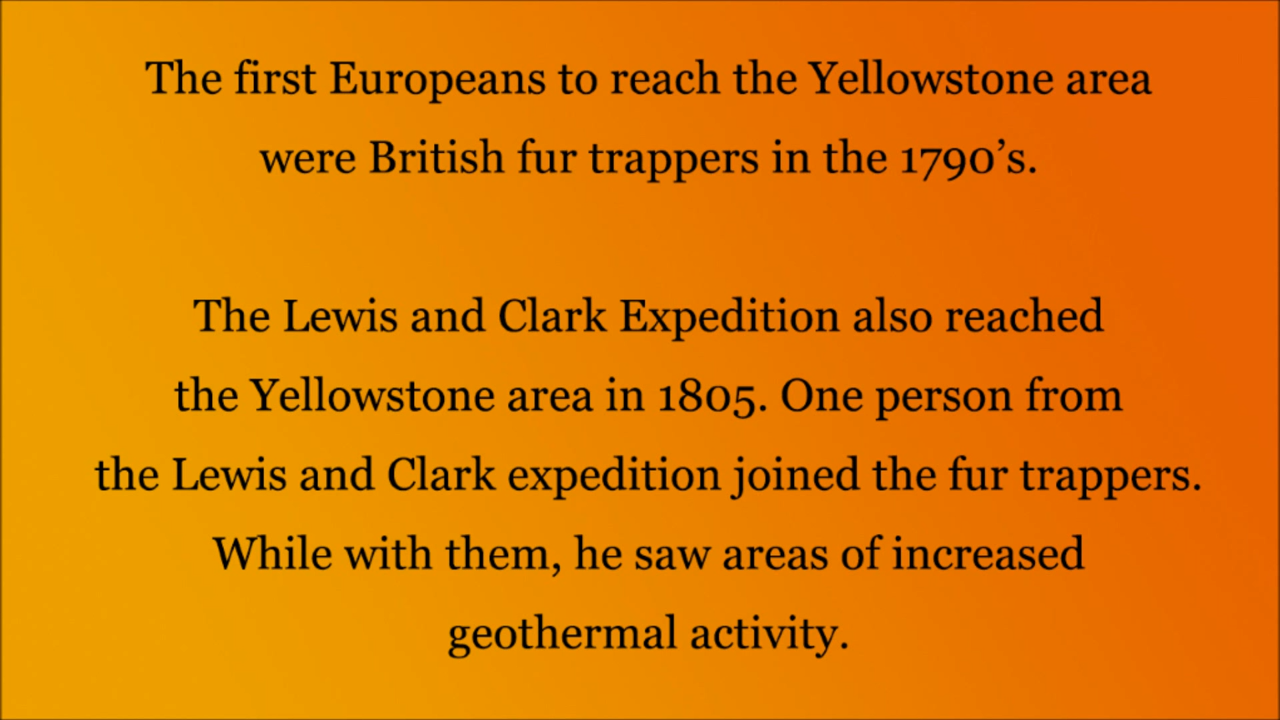 The first Europeans to reach the Yellowstone area
were British fur trappers in the 1790’s.
The Lewis and Clark Expedition also reached
the Yellowstone area in 1805. One person from
the Lewis and Clark expedition joined the fur trappers.
While with them, he saw areas of increased
geothermal activity.